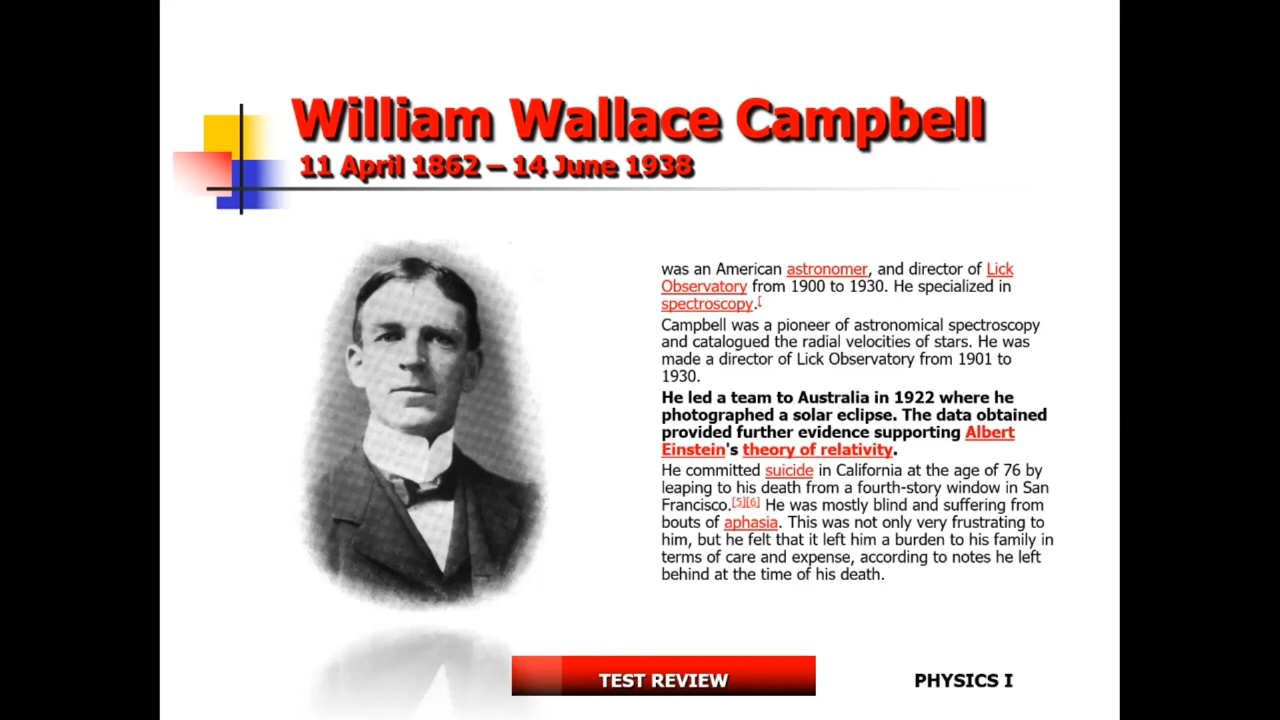 William Wallace Campbell
11 April 1862 – 14 June 1938
was an American astronomer, and director of Lick
Observatory from 1900 to 1930. He specialized in
spectroscopy.[
Campbell was a pioneer of astronomical spectroscopy
and catalogued the radial velocities of stars. He was
made a director of Lick Observatory from 1901 to
1930.
He led a team to Australia in 1922 where he
photographed a solar eclipse. The data obtained
provided further evidence supporting Albert
Einstein's theory of relativity.
He committed suicide in California at the age of 76 by
leaping to his death from a fourth-story window in San
Francisco.[5][6] He was mostly blind and suffering from
bouts of aphasia. This was not only very frustrating to
him, but he felt that it left him a burden to his family in
terms of care and expense, according to notes he left
behind at the time of his death.
TEST REVIEW
PHYSICS I